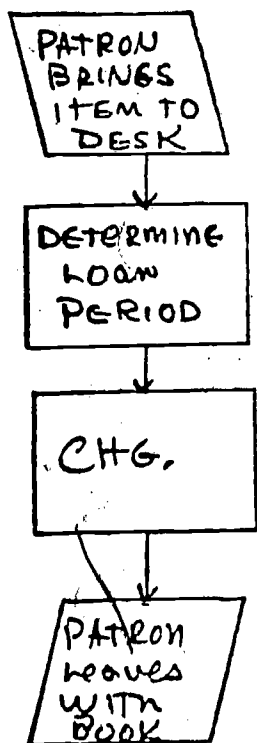 PATRON
BRINGS
ITEM TO
DESK
DETERMINE
LOAN
PERIOD
CHG.
PATRON
Leaves
WITH
BOOK